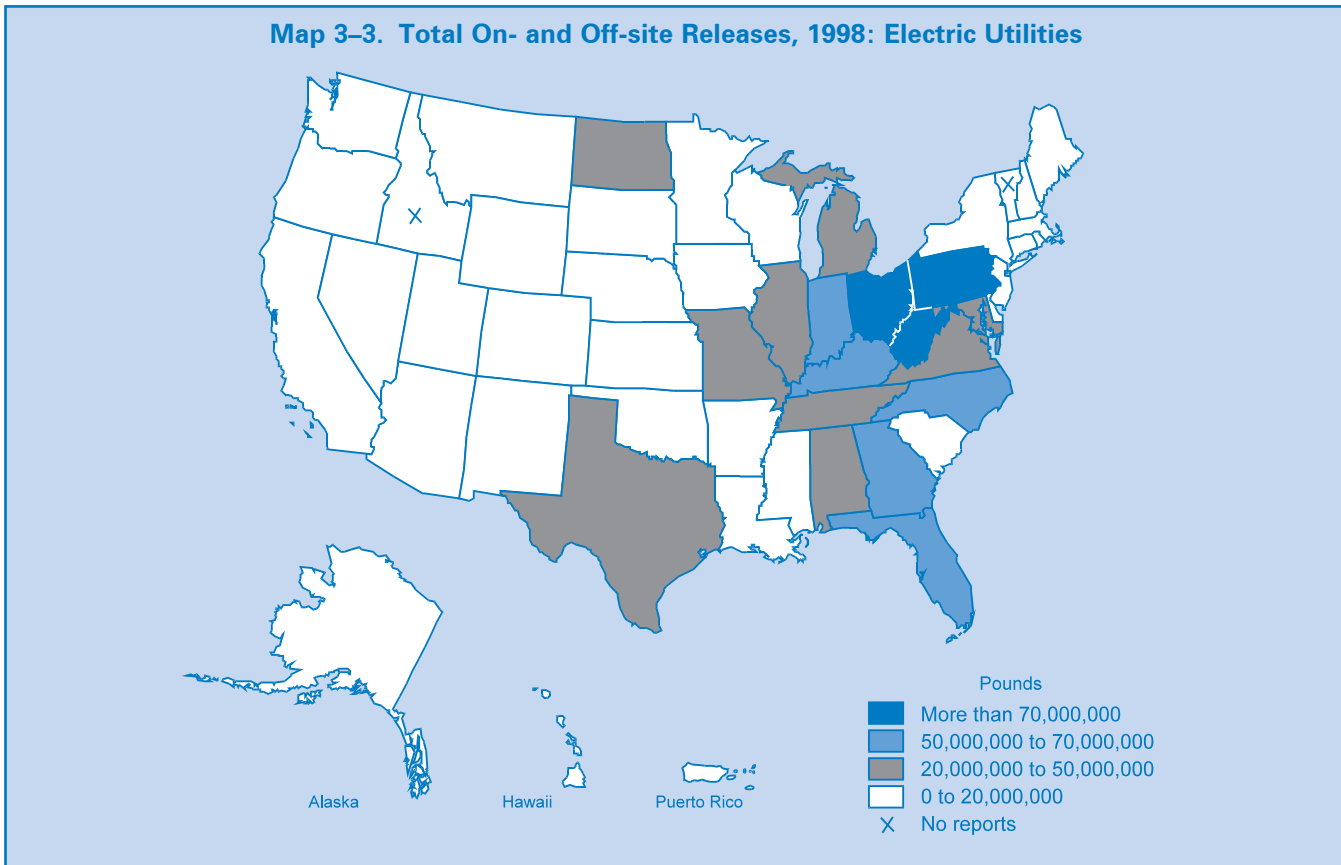 Map 3–3. Total On- and Off-site Releases, 1998: Electric Utilities
Pounds
More than 70,000,000
50,000,000 to 70,000,000
20,000,000 to 50,000,000
0 to 20,000,000
No reports
Alaska
Hawaii
Puerto Rico